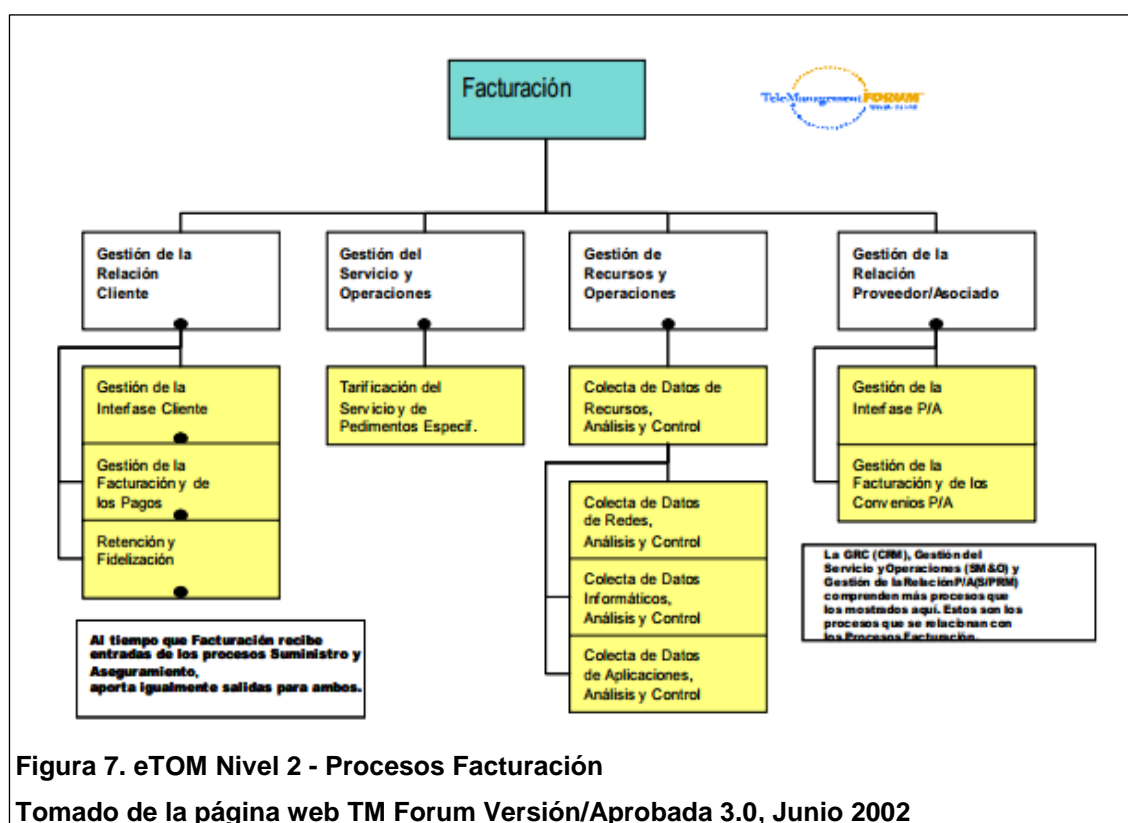 Facturación
TeleManagement FORUM
Gestión de la
Relación
Cliente
Gestión del
Servicio y
Operaciones
Gestión de
Recursos y
Operaciones
Gestión de la
Relación
Proveedor/Asociado
Gestión de la
Interfase Cliente
Gestión de la
Facturación y de
los Pagos
Retención y
Fidelización
Tarificación del
Servicio y de
Pedimentos Especif.
Colecta de Datos de
Recursos,
Análisis y Control
Colecta de Datos
de Redes,
Análisis y Control
Colecta de Datos
Informáticos,
Análisis y Control
Colecta de Datos
de Aplicaciones,
Análisis y Control
Gestión de la
Interfase P/A
Gestión de la
Facturación y de los
Convenios P/A
Al tiempo que Facturación recibe
entradas de los procesos Suministro y
Aseguramiento,
aporta igualmente salidas para ambos.
La GRC (CRM), Gestión del
Servicio y Operaciones (SM&O) y
Gestión de la Relación P/A(S/PRM)
comprenden más procesos que
los mostrados aquí. Estos son los
procesos que se relacionan con
los Procesos Facturación.
Figura 7. eTOM Nivel 2 - Procesos Facturación
Tomado de la página web TM Forum Versión/Aprobada 3.0, Junio 2002